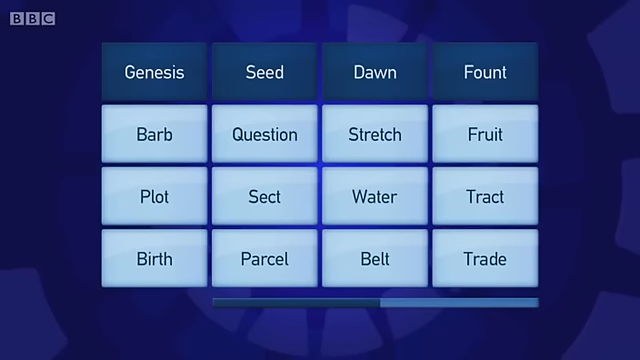 BBC
Genesis Seed Dawn Fount
Barb Question Stretch Fruit
Plot Sect Water Tract
Birth Parcel Belt Trade